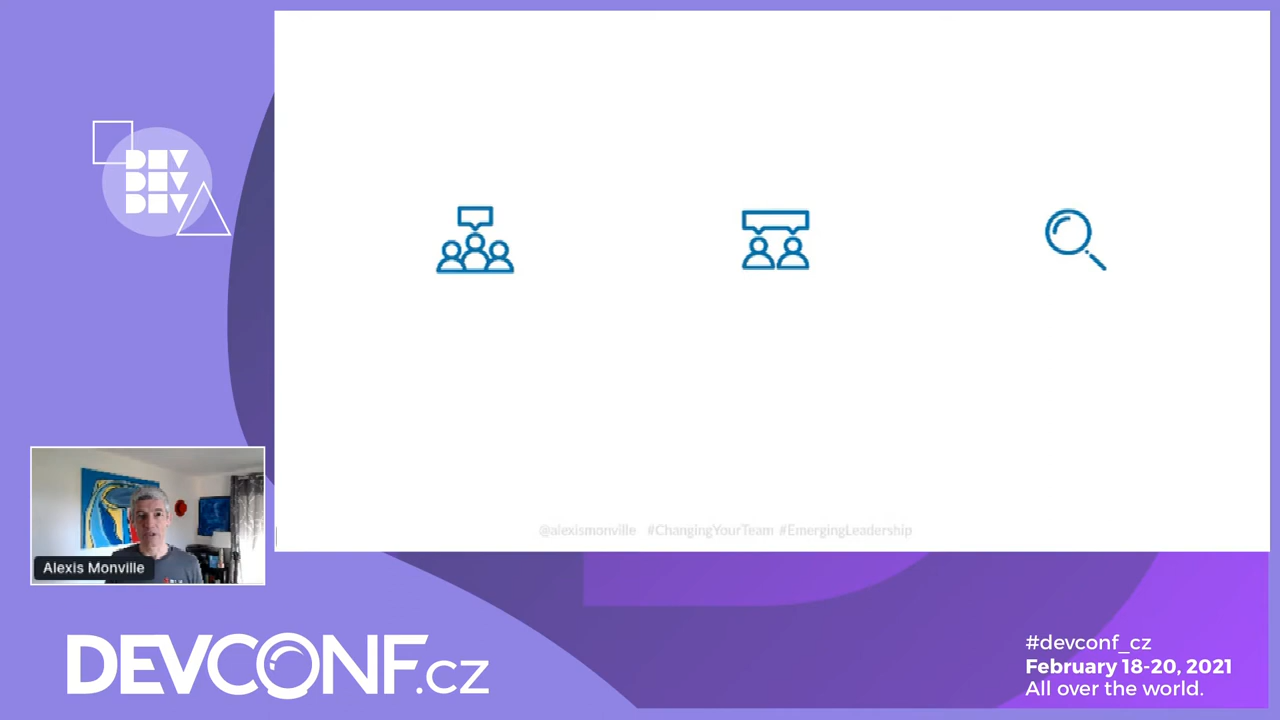 DEV
DEV
DEV
@alexismonville #ChangingYourTeam #EmergingLeadership
Alexis Monville
DEVCONF.cz
#devconf_cz
February 18-20, 2021
All over the world.